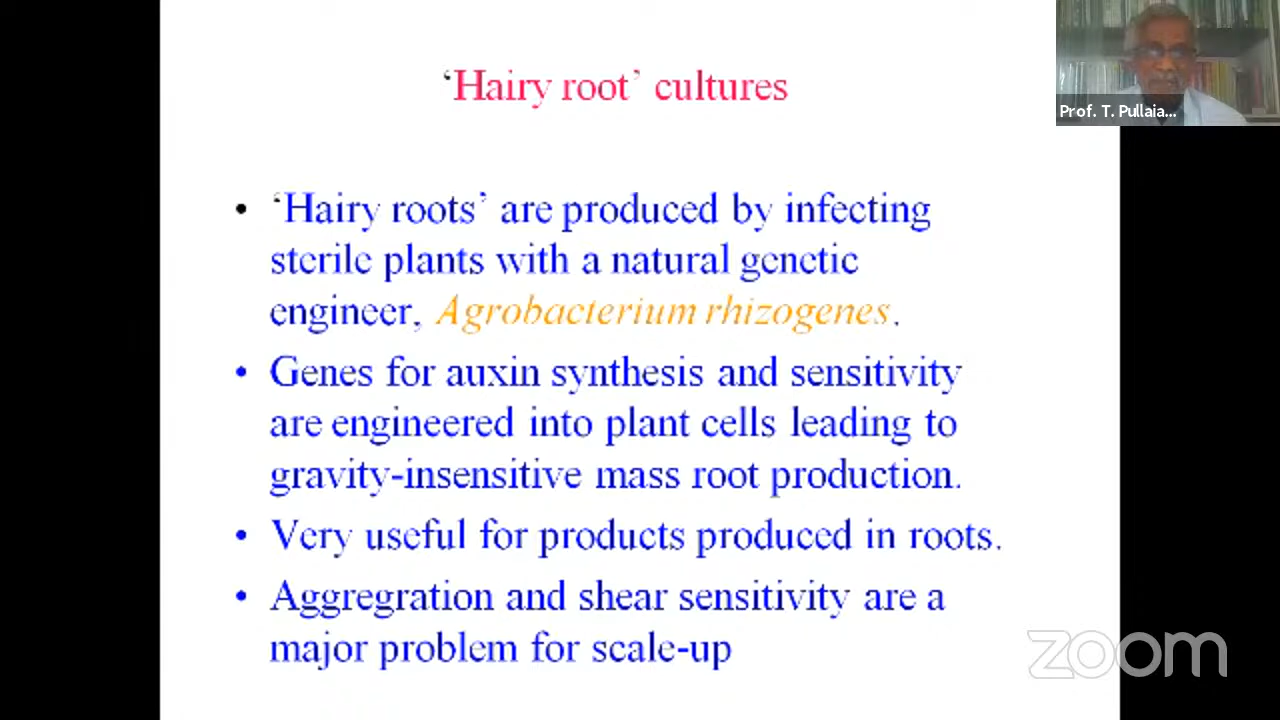 ‘Hairy root’ cultures
Prof. T. Pullaia...
• ‘Hairy roots’ are produced by infecting
sterile plants with a natural genetic
engineer, Agrobacterium rhizogenes.
• Genes for auxin synthesis and sensitivity
are engineered into plant cells leading to
gravity-insensitive mass root production.
• Very useful for products produced in roots.
• Aggregration and shear sensitivity are a
major problem for scale-up
zoom